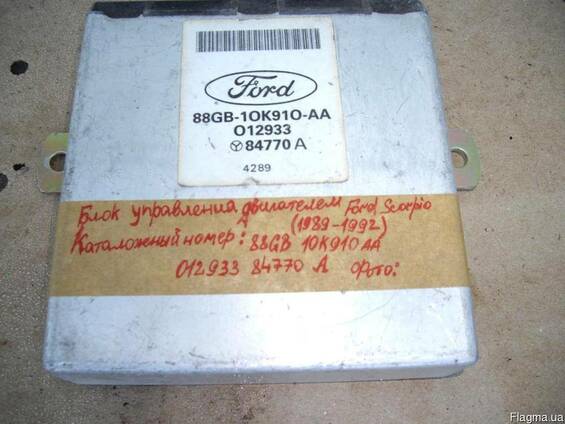 Ford
88GB-10K910-AA
012933
84770 A
4289
Блок управления двигателем Ford Scorpio
(1989-1992)
Каталожный номер: 88GB 10K910 AA
012933 84770 A Фото:
Flagma.ua